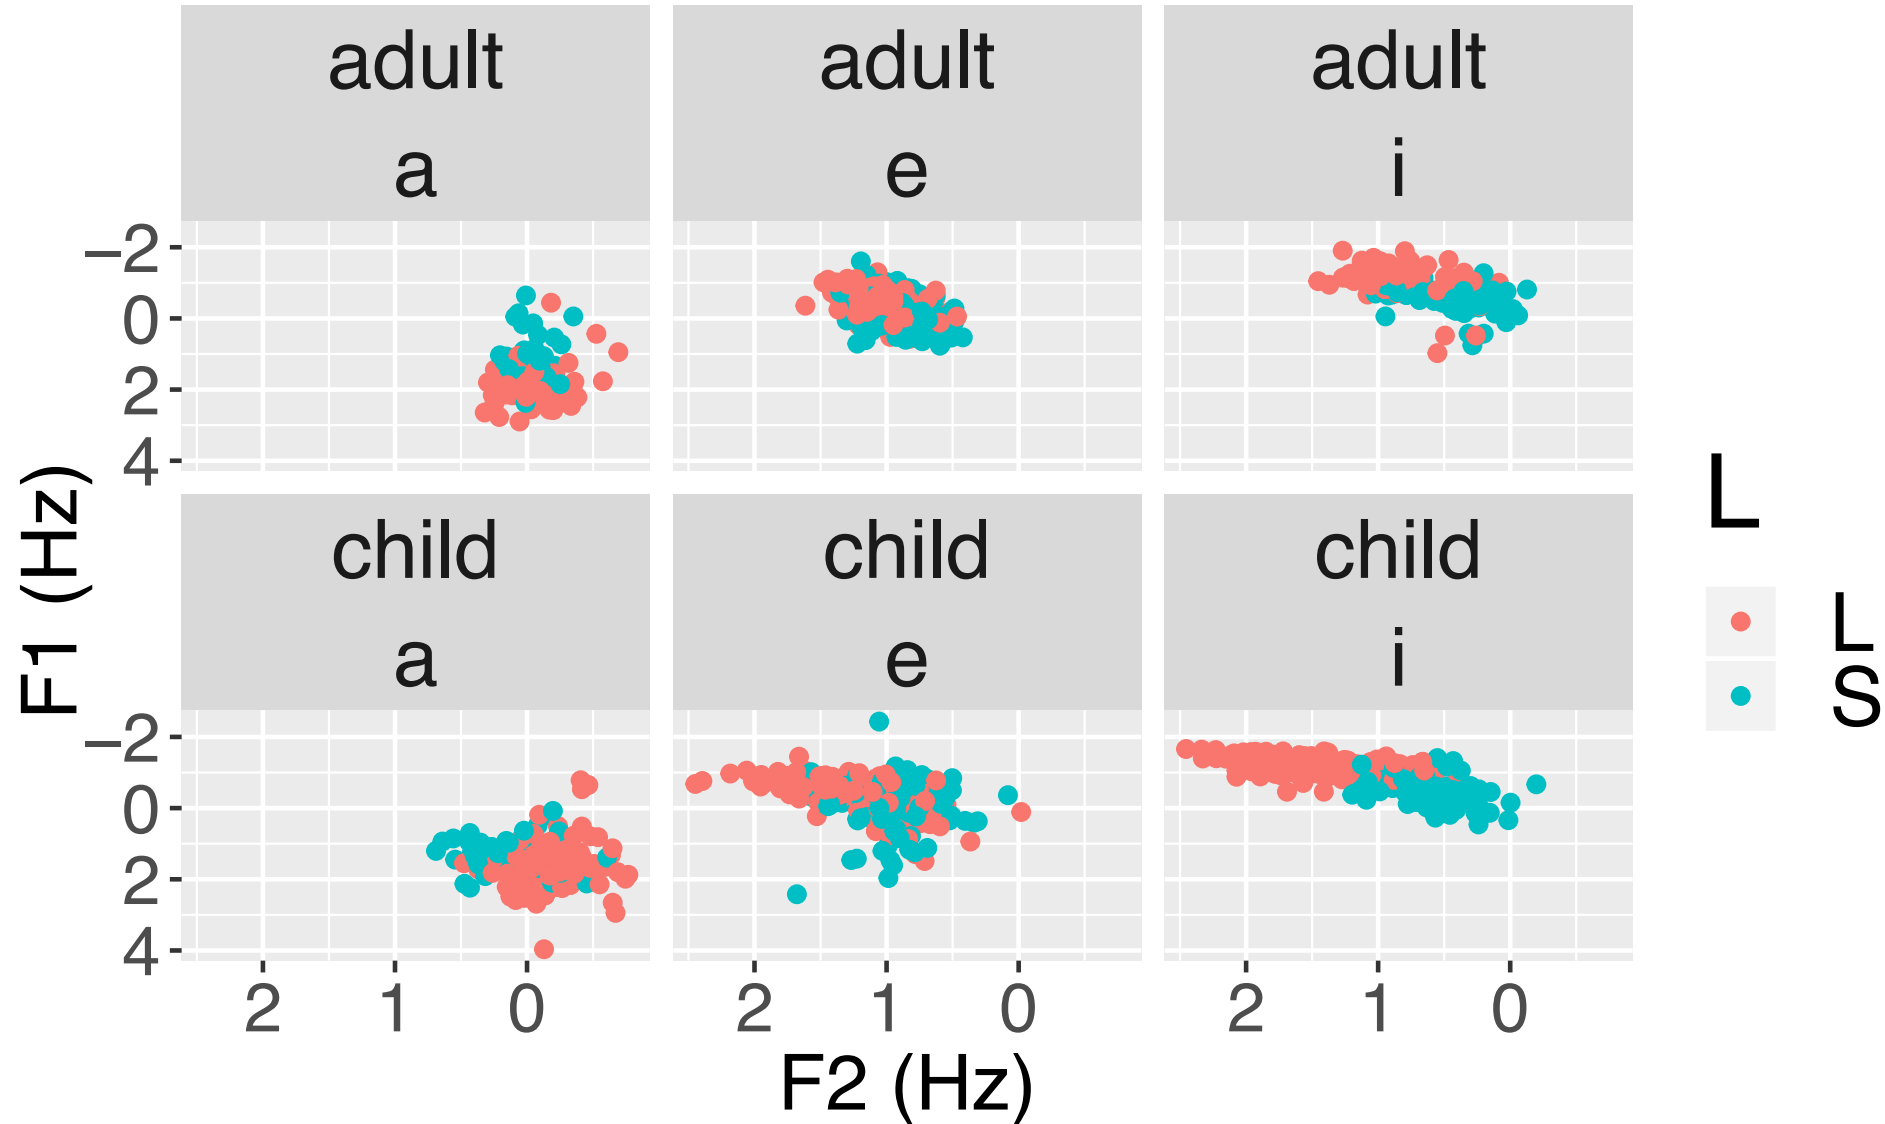 adult adult adult
a e i
−2
0
2
4
child child child
a e i
−2
0
2
4
2 1 0 2 1 0 2 1 0
F2 (Hz)
F1 (Hz)
L
L
S